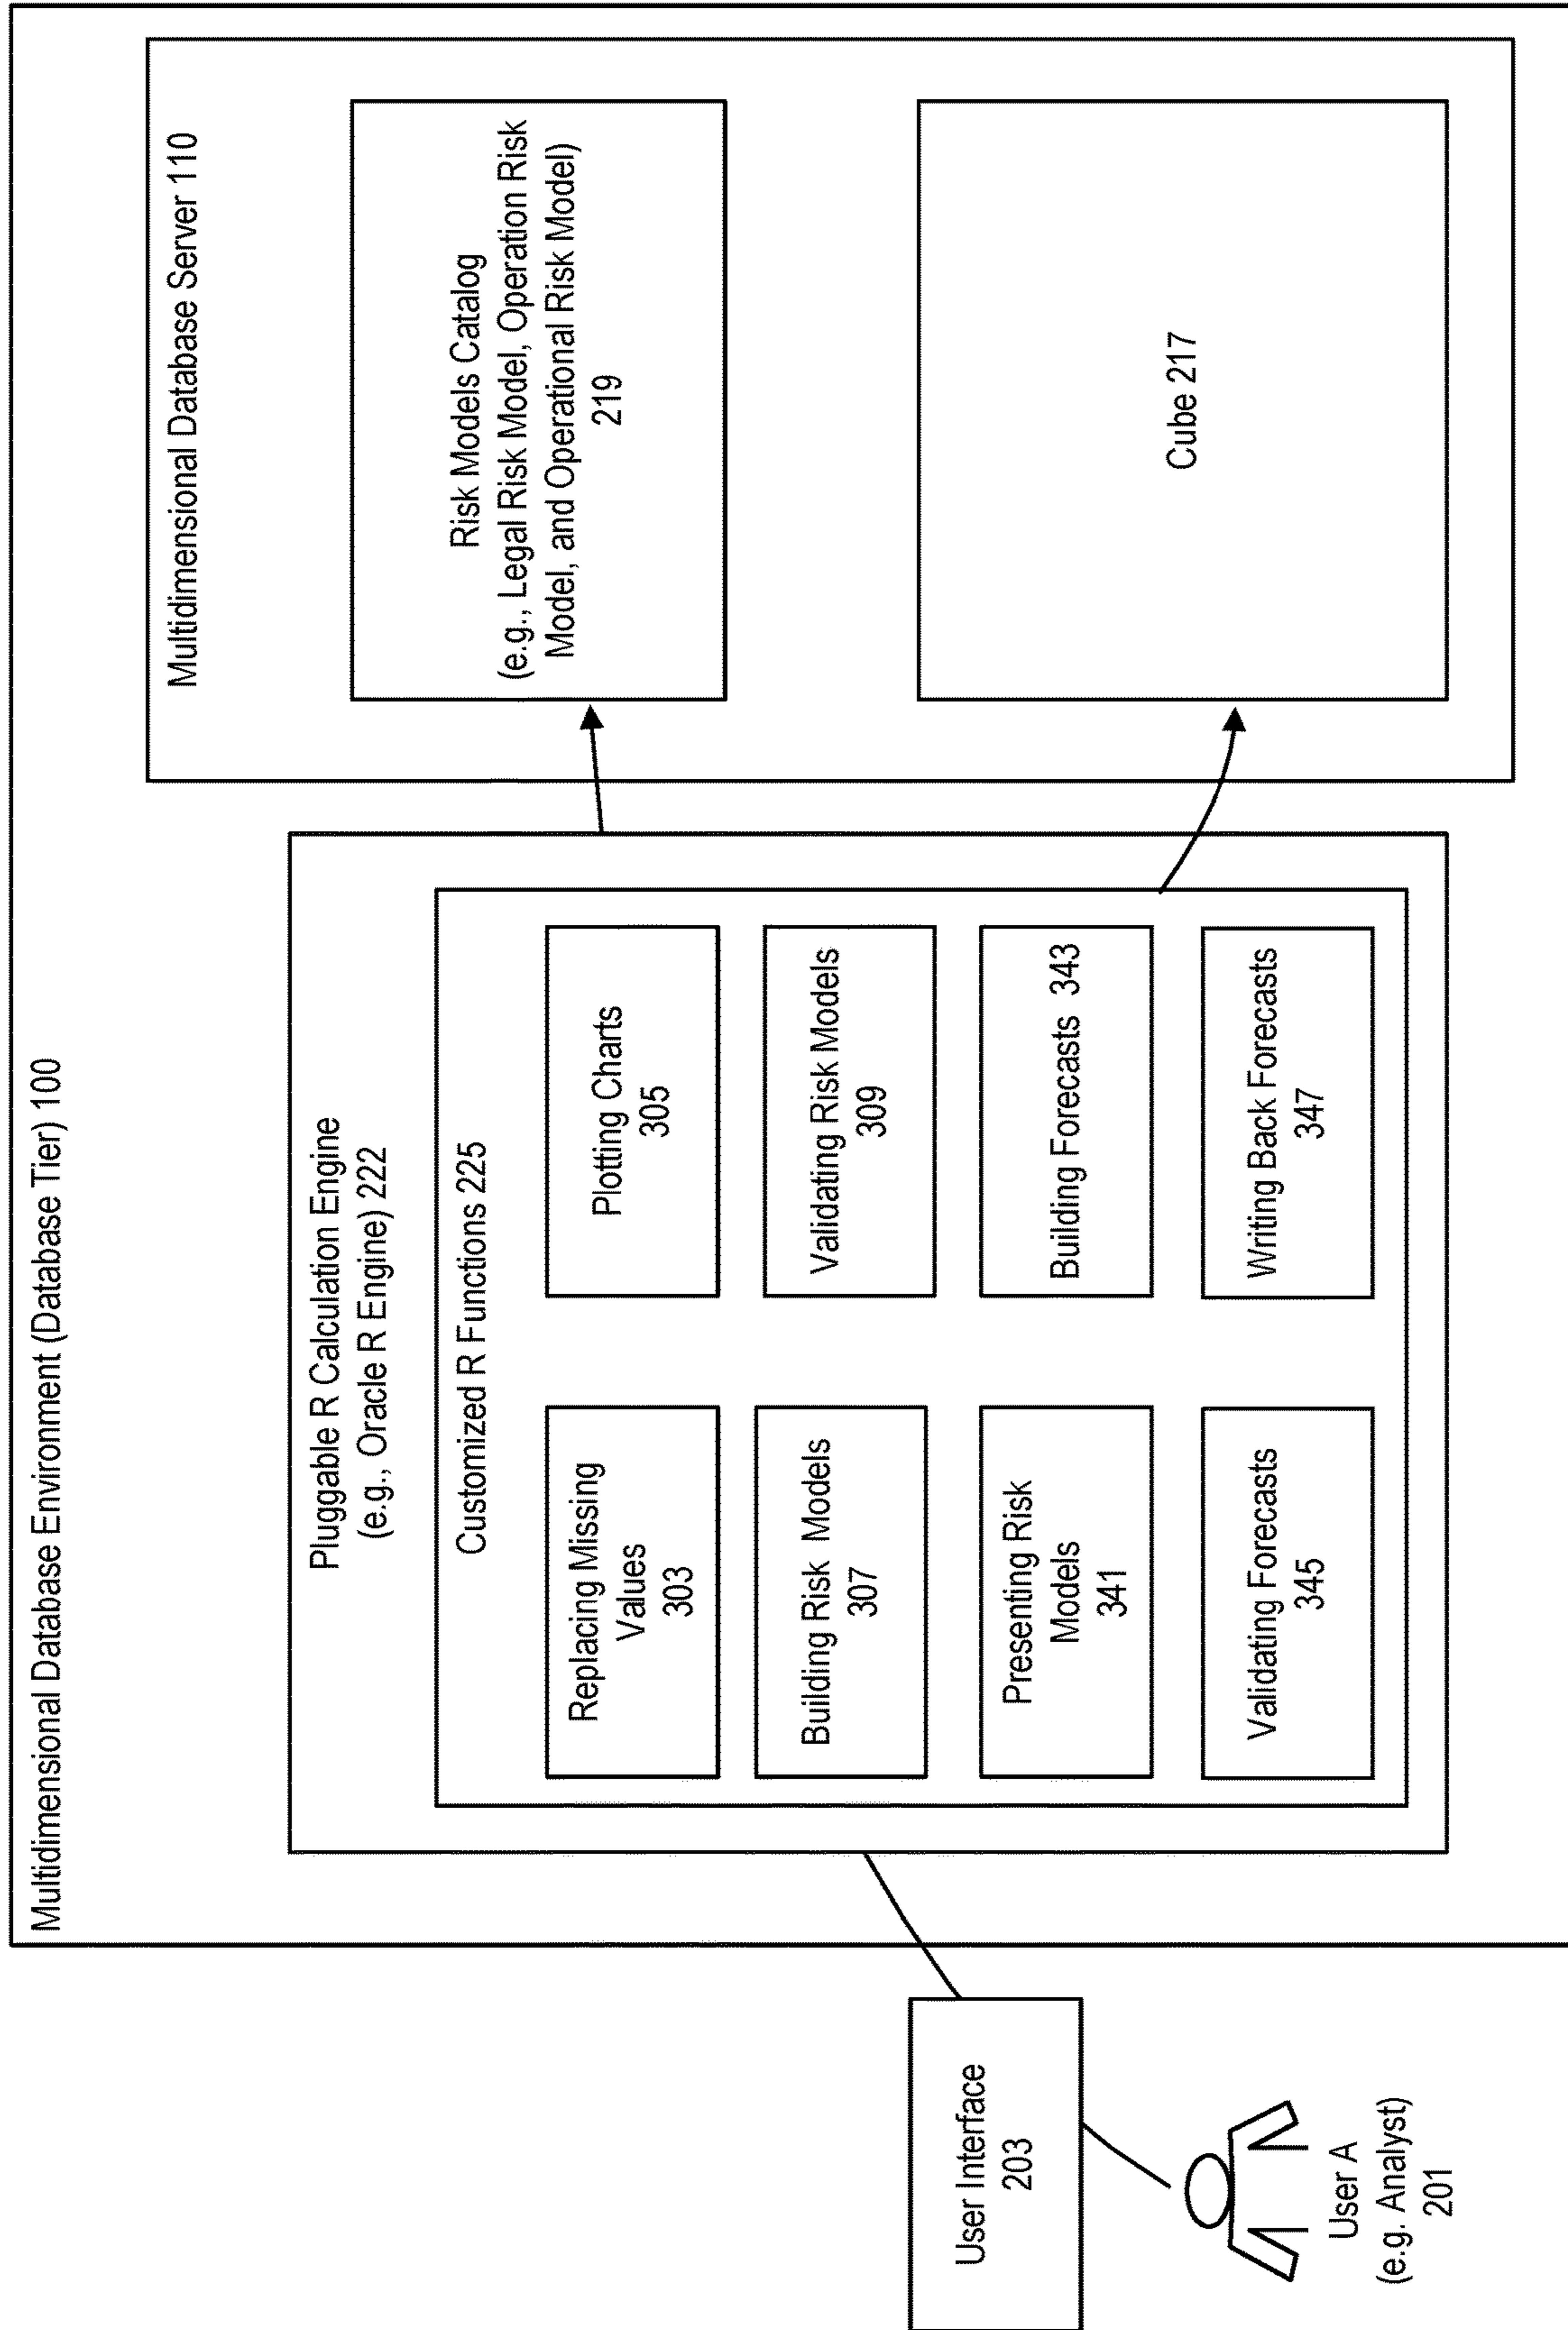 Multidimensional Database Environment (Database Tier) 100
User Interface
203
User A
(e.g. Analyst)
201
Pluggable R Calculation Engine
(e.g., Oracle R Engine) 222
Customized R Functions 225
Replacing Missing
Values
303
Plotting Charts
305
Building Risk Models
307
Validating Risk Models
309
Presenting Risk
Models
341
Building Forecasts 343
Validating Forecasts
345
Writing Back Forecasts
347
Multidimensional Database Server 110
Risk Models Catalog
(e.g., Legal Risk Model, Operation Risk
Model, and Operational Risk Model)
219
Cube 217